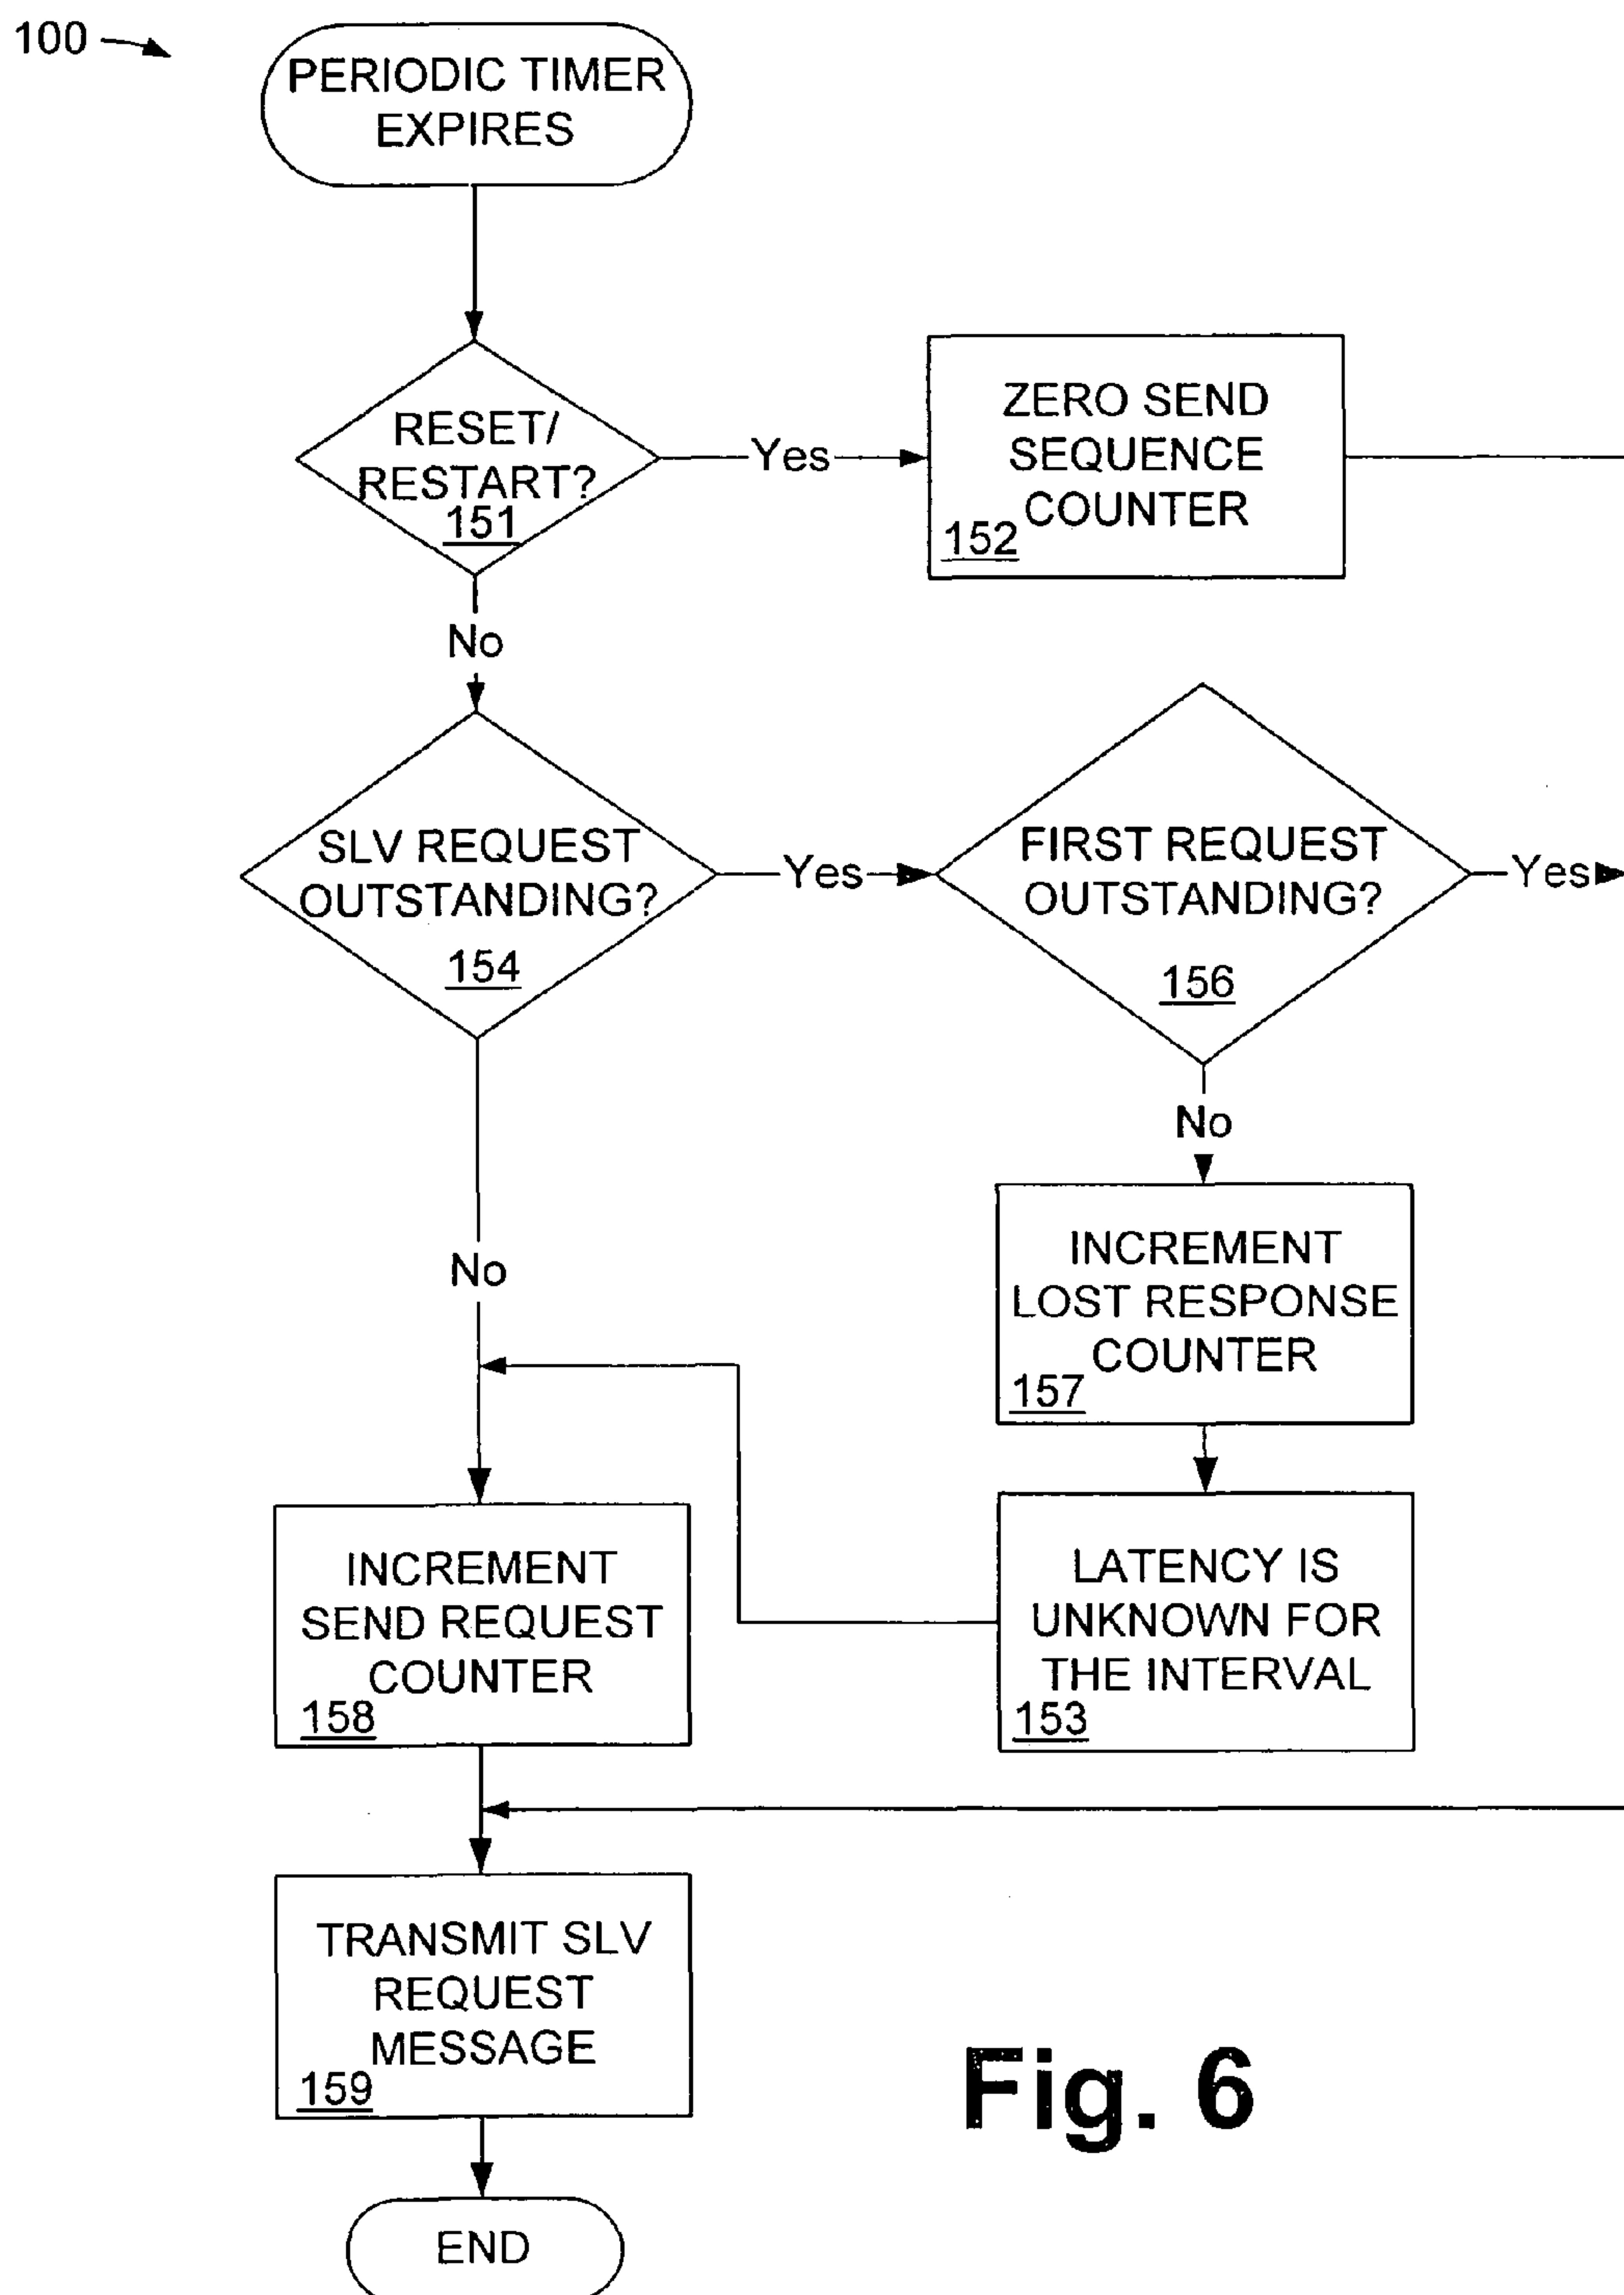 100
PERIODIC TIMER
EXPIRES
RESET/
RESTART?
151
Yes
ZERO SEND
SEQUENCE
COUNTER
152
No
SLV REQUEST
OUTSTANDING?
154
Yes
FIRST REQUEST
OUTSTANDING?
156
Yes
No
INCREMENT
LOST RESPONSE
COUNTER
157
No
LATENCY IS
UNKNOWN FOR
THE INTERVAL
153
INCREMENT
SEND REQUEST
COUNTER
158
TRANSMIT SLV
REQUEST
MESSAGE
159
END
Fig. 6